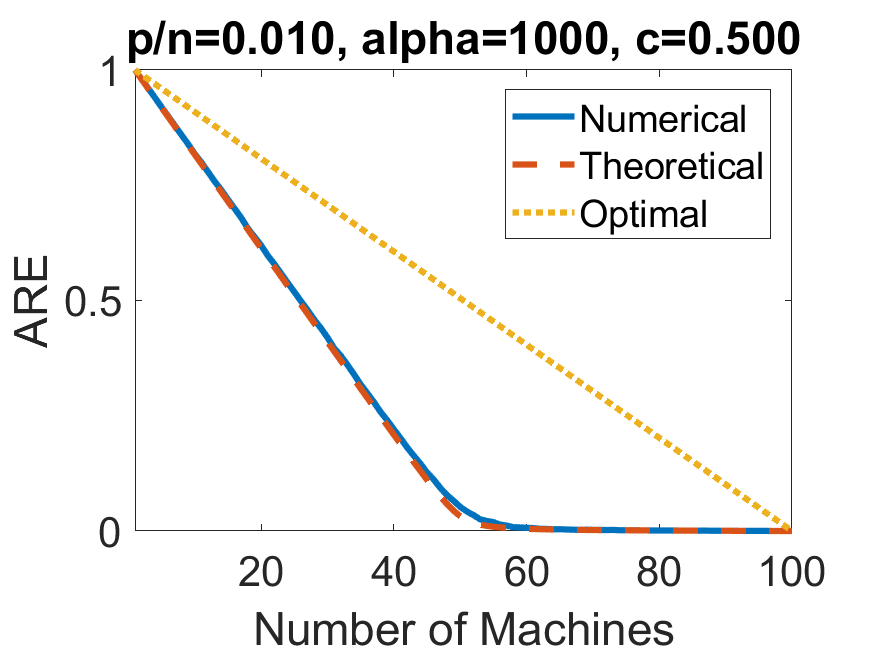 p/n=0.010, alpha=1000, c=0.500
1
0.5
0
ARE
Numerical
Theoretical
Optimal
20 40 60 80 100
Number of Machines